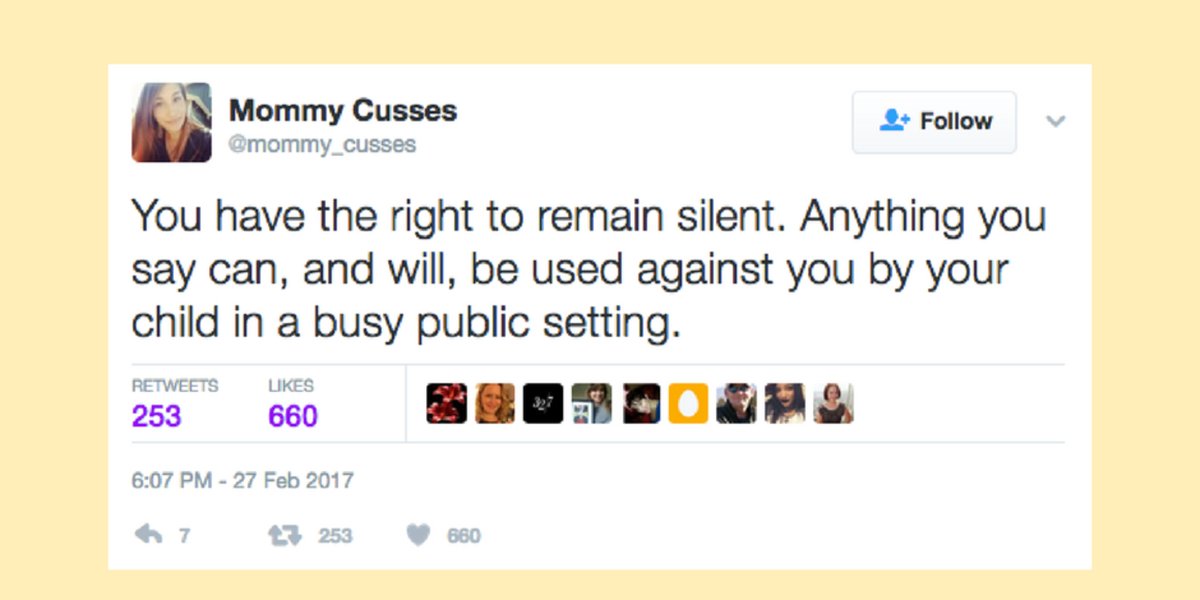 Mommy Cusses
@mommy_cusses
Follow
You have the right to remain silent. Anything you
say can, and will, be used against you by your
child in a busy public setting.
RETWEETS LIKES
253 660
327
6:07 PM - 27 Feb 2017
7 253 660